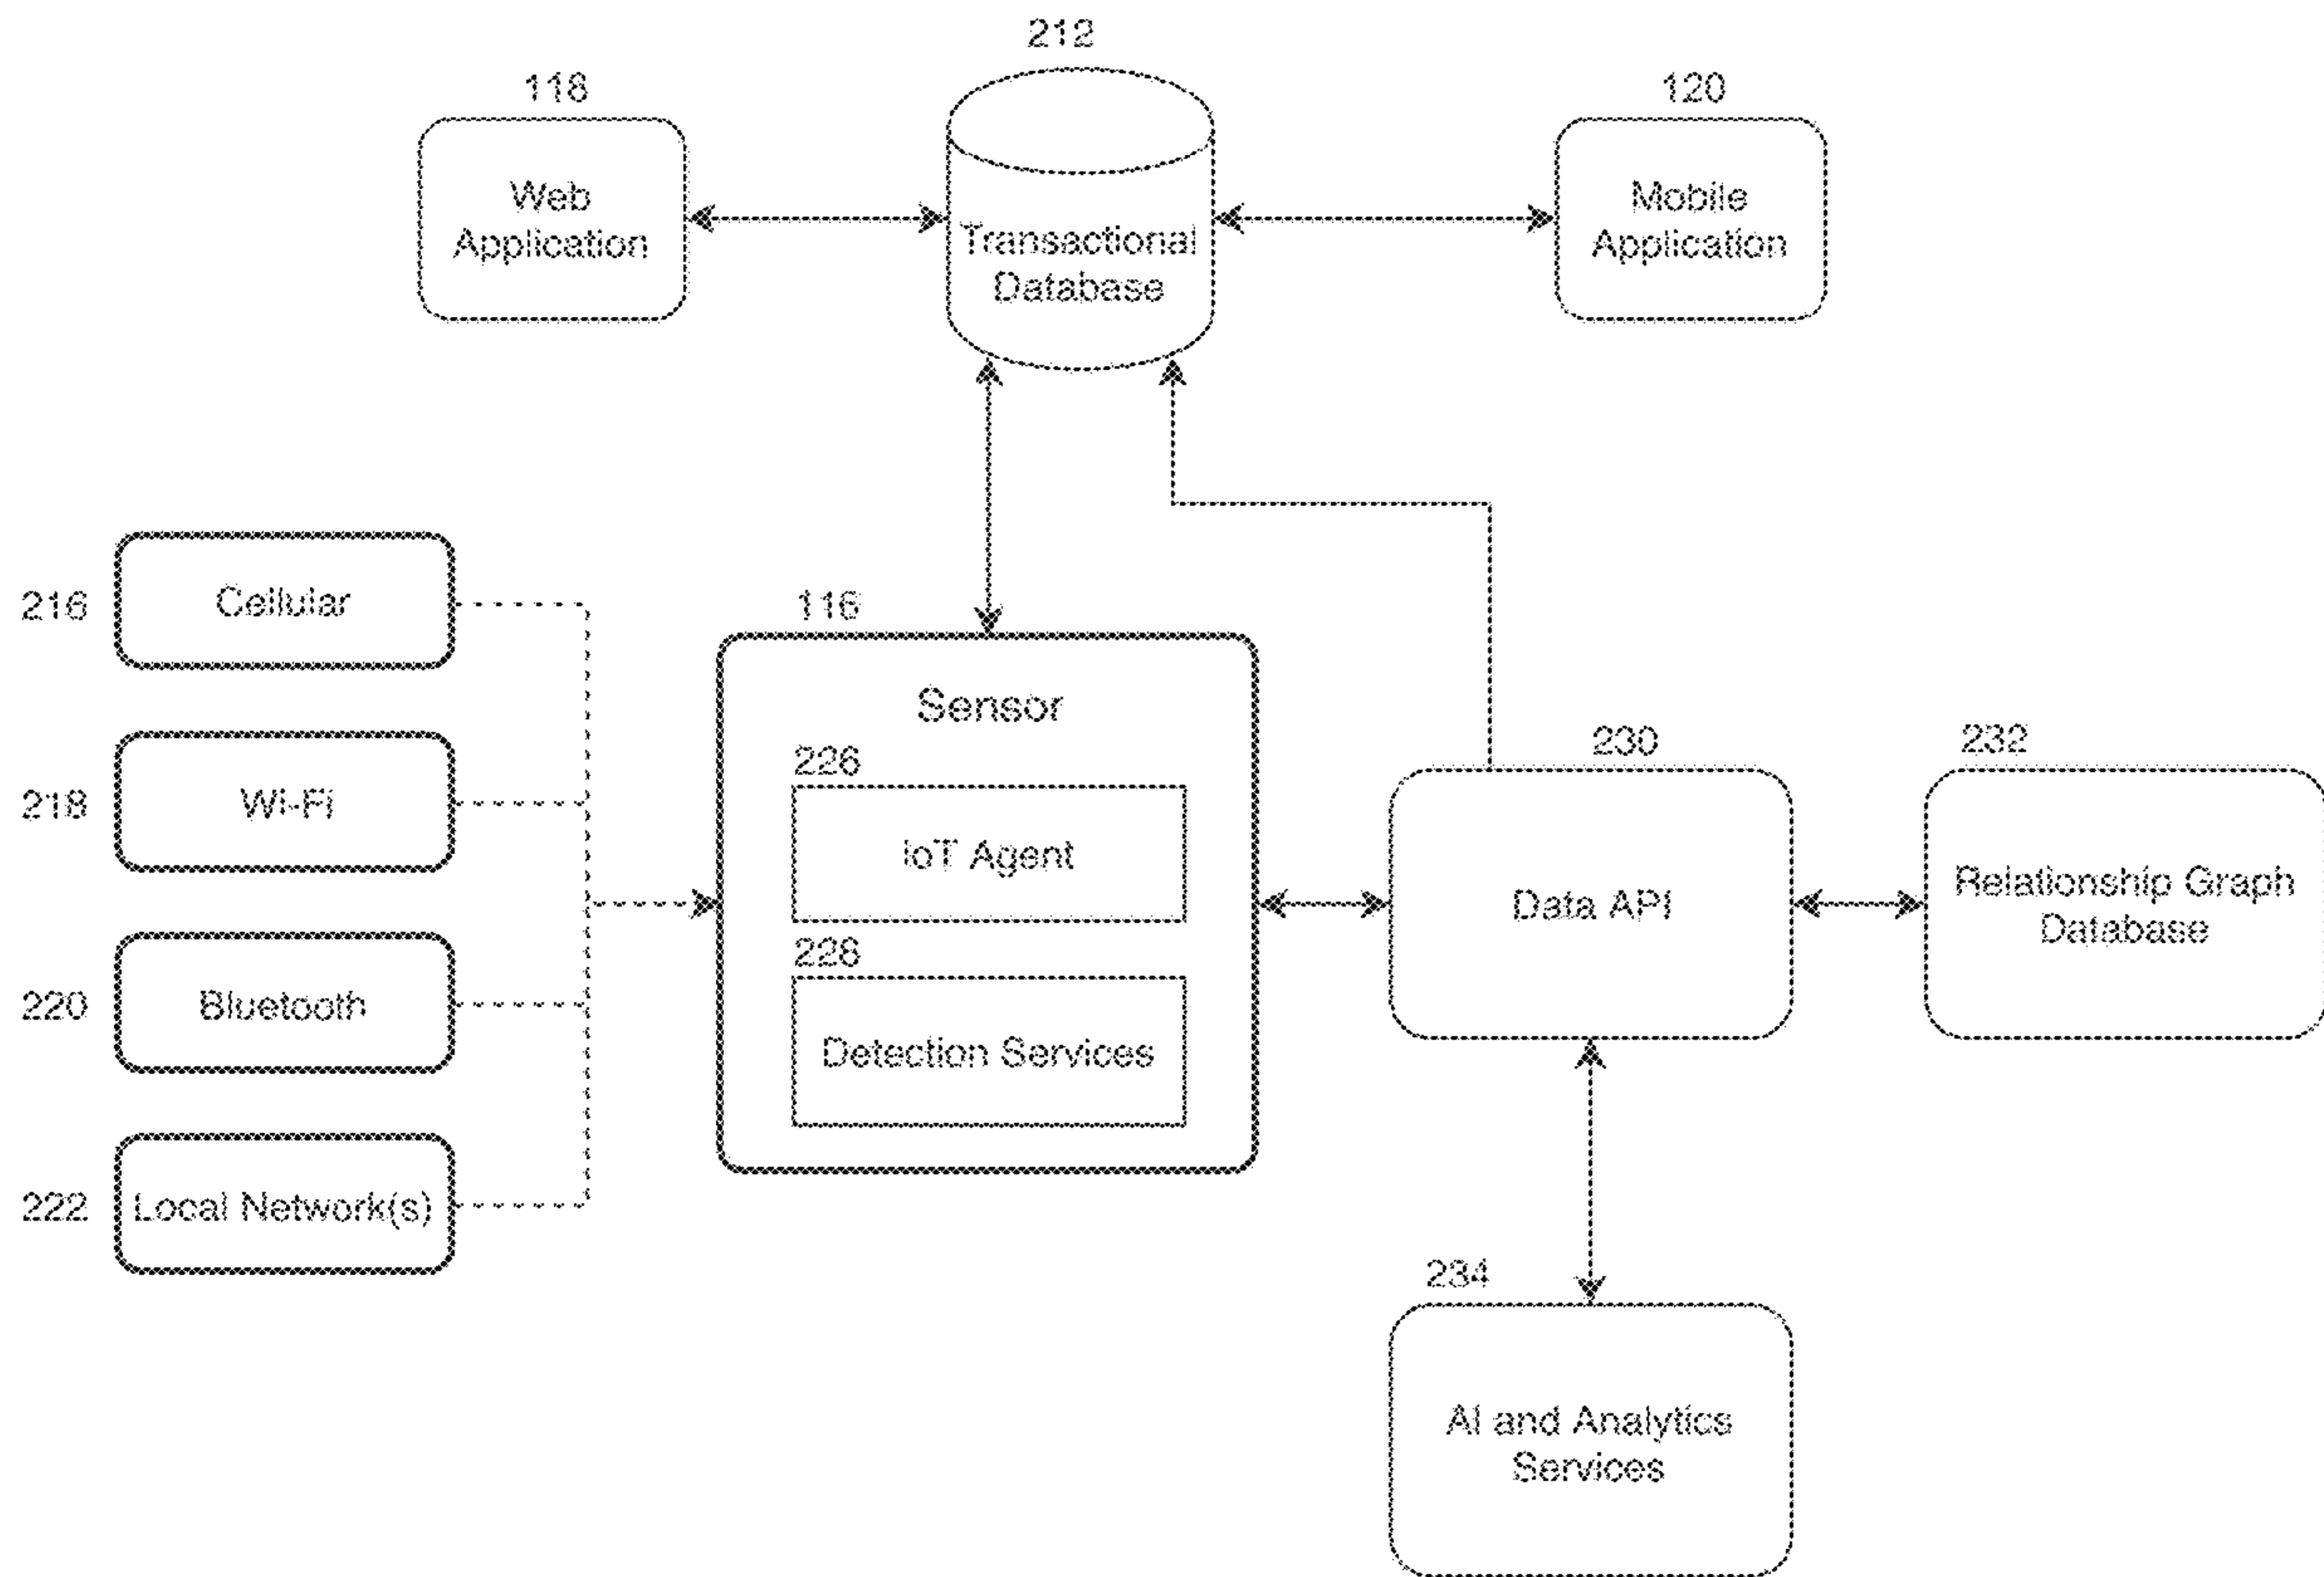 212
118
120
Web
Application
Transactional
Database
Mobile
Application
216
Cellular
218
Wi-Fi
220
Bluetooth
222
Local Network(s)
116
Sensor
226
IoT Agent
228
Detection Services
230
Data API
232
Relationship Graph
Database
234
AI and Analytics
Services